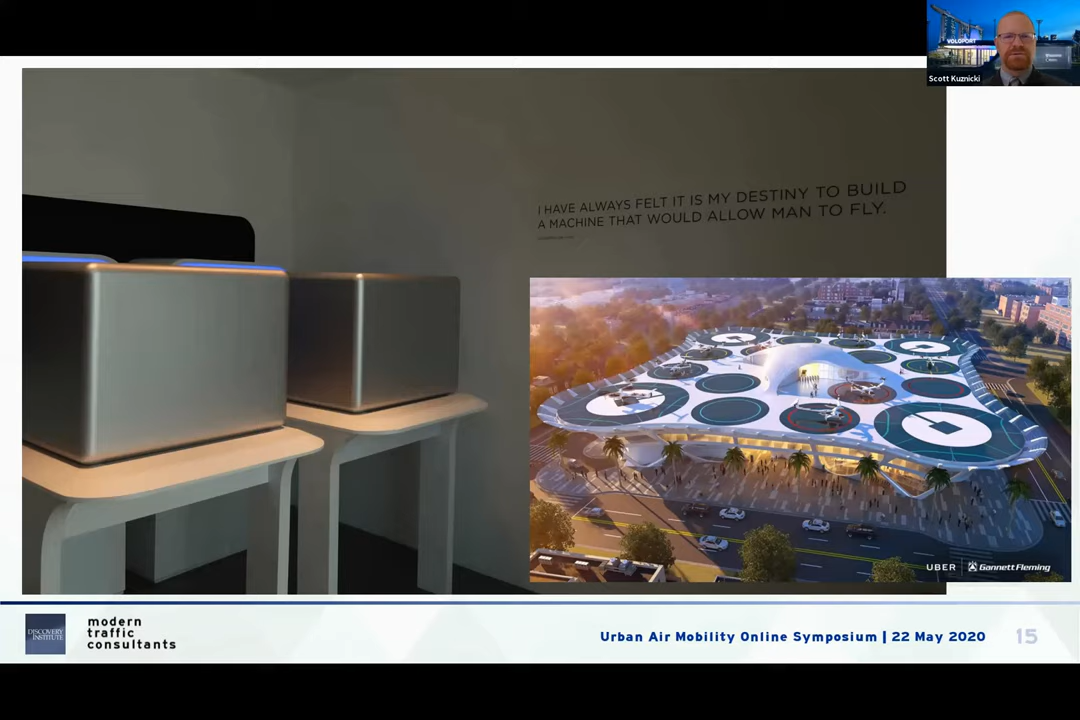 VOLOPORT
Scott Kuznicki
I HAVE ALWAYS FELT IT IS MY DESTINY TO BUILD
A MACHINE THAT WOULD ALLOW MAN TO FLY.
UBER
Gannett Fleming
DISCOVERY
INSTITUTE
modern
traffic
consultants
Urban Air Mobility Online Symposium | 22 May 2020
15